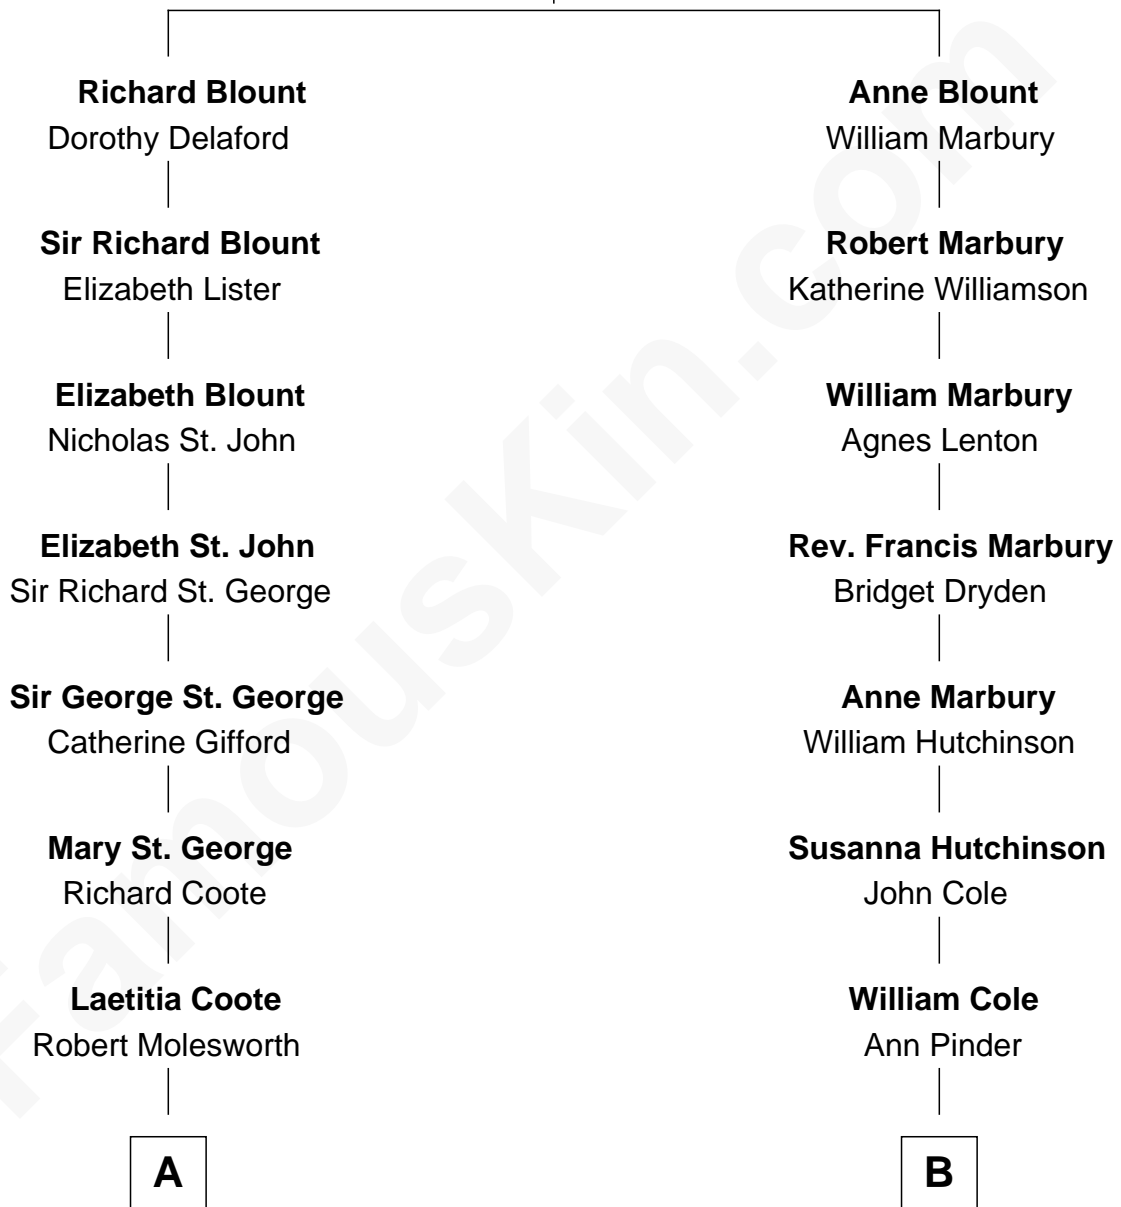 Richard Blount
Dorothy Delaford
Sir Richard Blount
Elizabeth Lister
Elizabeth Blount
Nicholas St. John
Elizabeth St. John
Sir Richard St. George
Sir George St. George
Catherine Gifford
Mary St. George
Richard Coote
Laetitia Coote
Robert Molesworth
A
Anne Blount
William Marbury
Robert Marbury
Katherine Williamson
William Marbury
Agnes Lenton
Rev. Francis Marbury
Bridget Dryden
Anne Marbury
William Hutchinson
Susanna Hutchinson
John Cole
William Cole
Ann Pinder
B
FamousKin.com